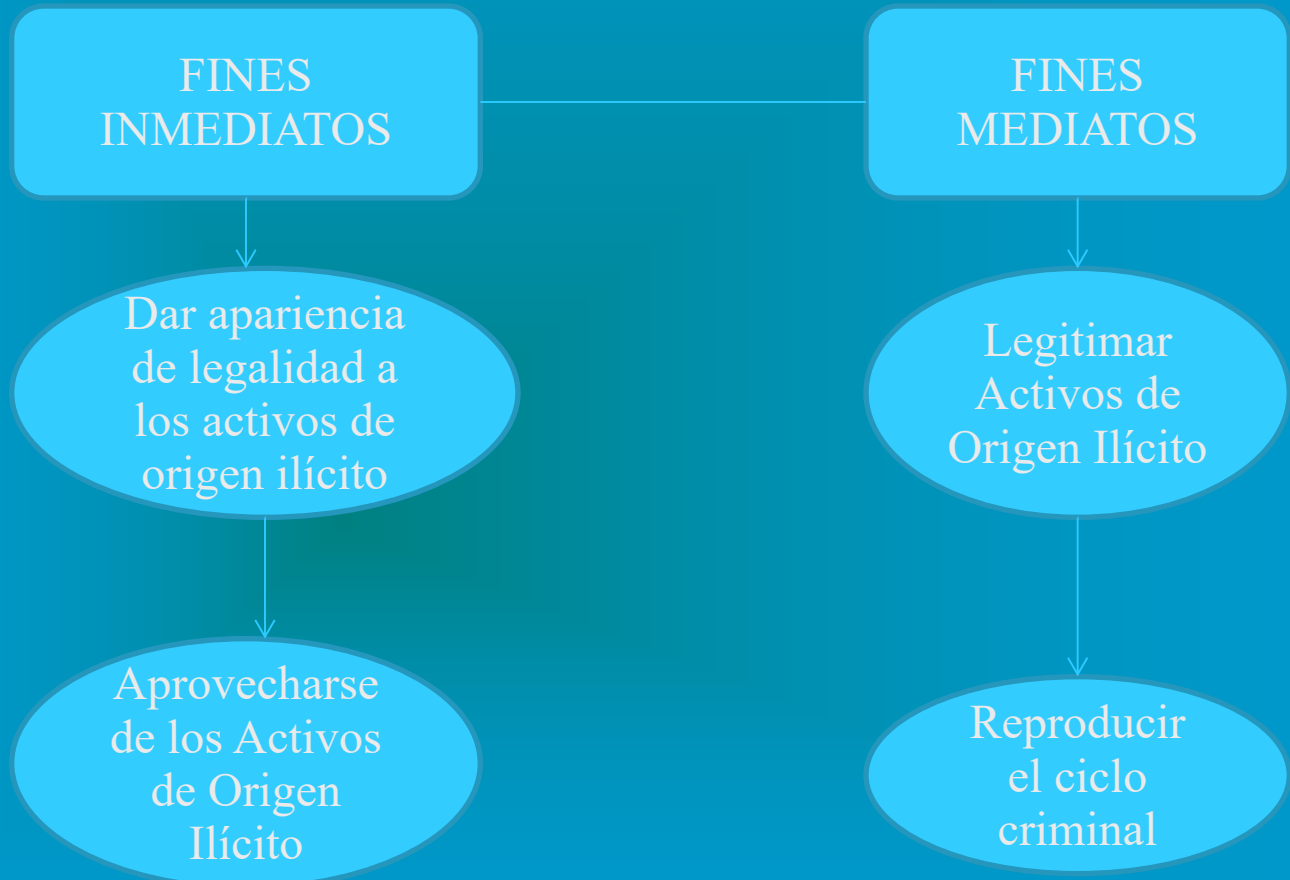 FINES
INMEDIATOS
Dar apariencia
de legalidad a
los activos de
origen ilícito
Aprovecharse
de los Activos
de Origen
Ilícito
FINES
MEDIATOS
Legitimar
Activos de
Origen Ilícito
Reproducir
el ciclo
criminal